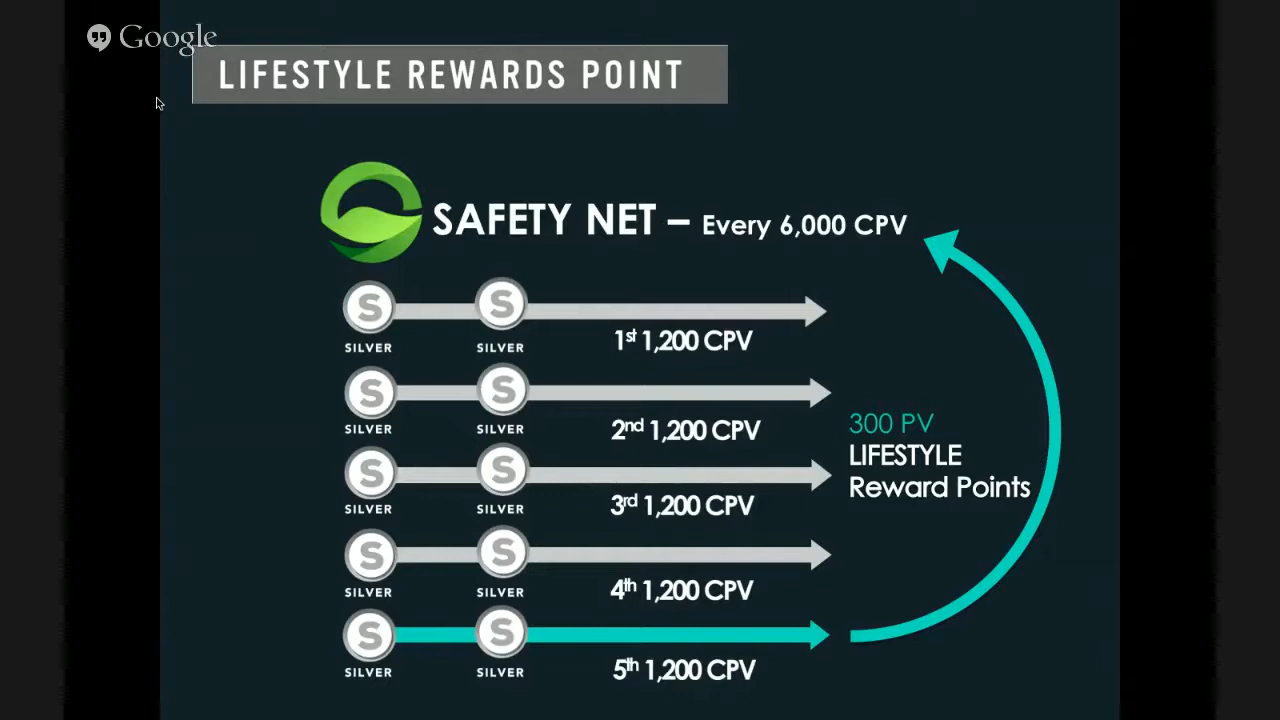 Google
LIFESTYLE REWARDS POINT
SAFETY NET – Every 6,000 CPV
S S
SILVER SILVER
1st 1,200 CPV
S S
SILVER SILVER
2nd 1,200 CPV
300 PV
LIFESTYLE
Reward Points
S S
SILVER SILVER
3rd 1,200 CPV
S S
SILVER SILVER
4th 1,200 CPV
S S
SILVER SILVER
5th 1,200 CPV